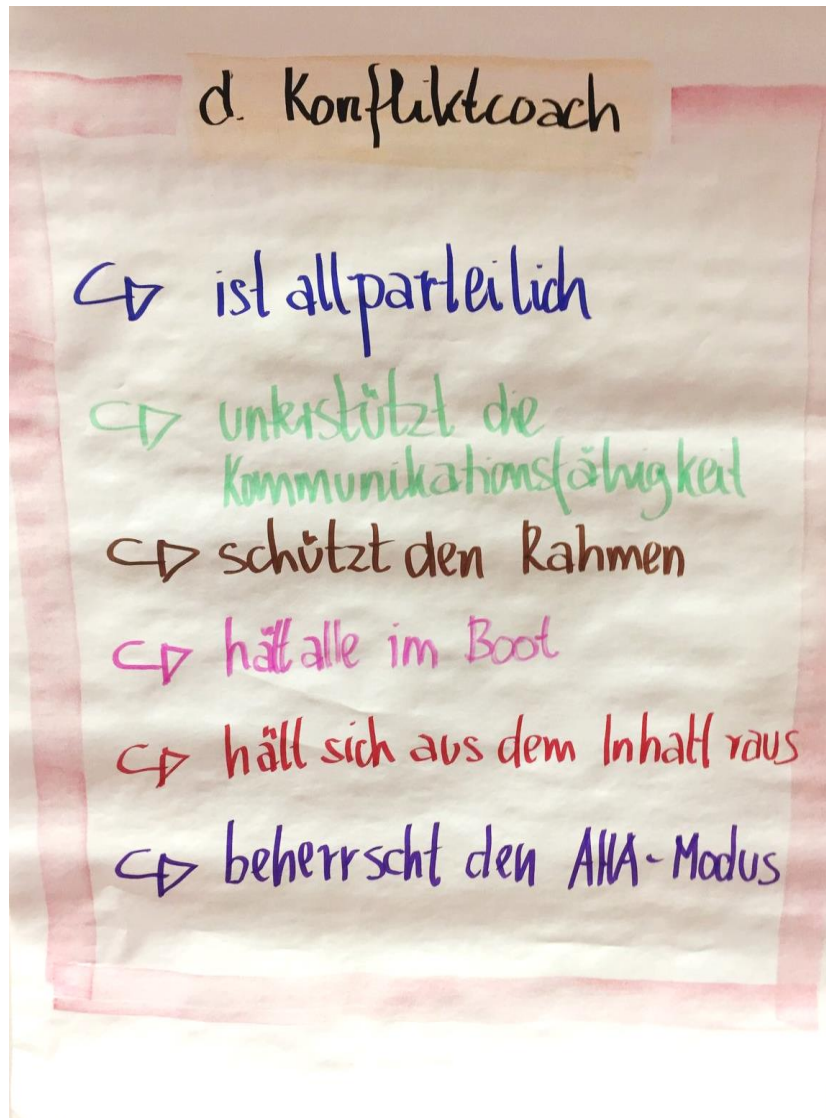 d. Konfliktcoach
ist allparteilich
unterstützt die
Kommunikationsfähigkeit
schützt den Rahmen
hält alle im Boot
hält sich aus dem Inhalt raus
beherrscht den AHA-Modus